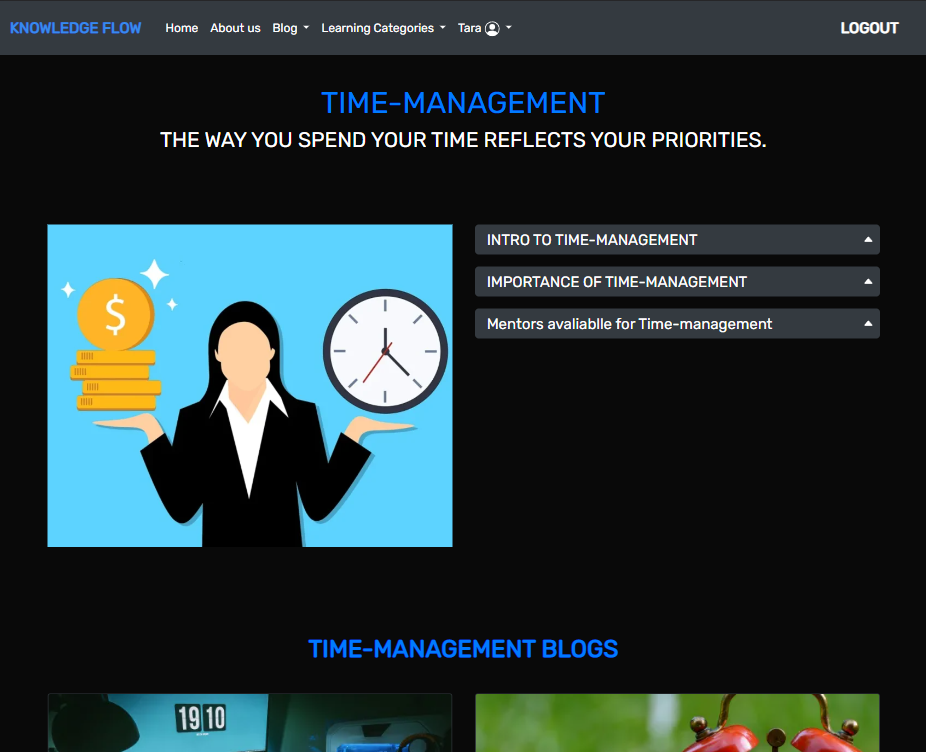 KNOWLEDGE FLOW Home About us Blog Learning Categories Tara LOGOUT
TIME-MANAGEMENT
THE WAY YOU SPEND YOUR TIME REFLECTS YOUR PRIORITIES.
$
INTRO TO TIME-MANAGEMENT
IMPORTANCE OF TIME-MANAGEMENT
Mentors avaliablle for Time-management
TIME-MANAGEMENT BLOGS
19 10